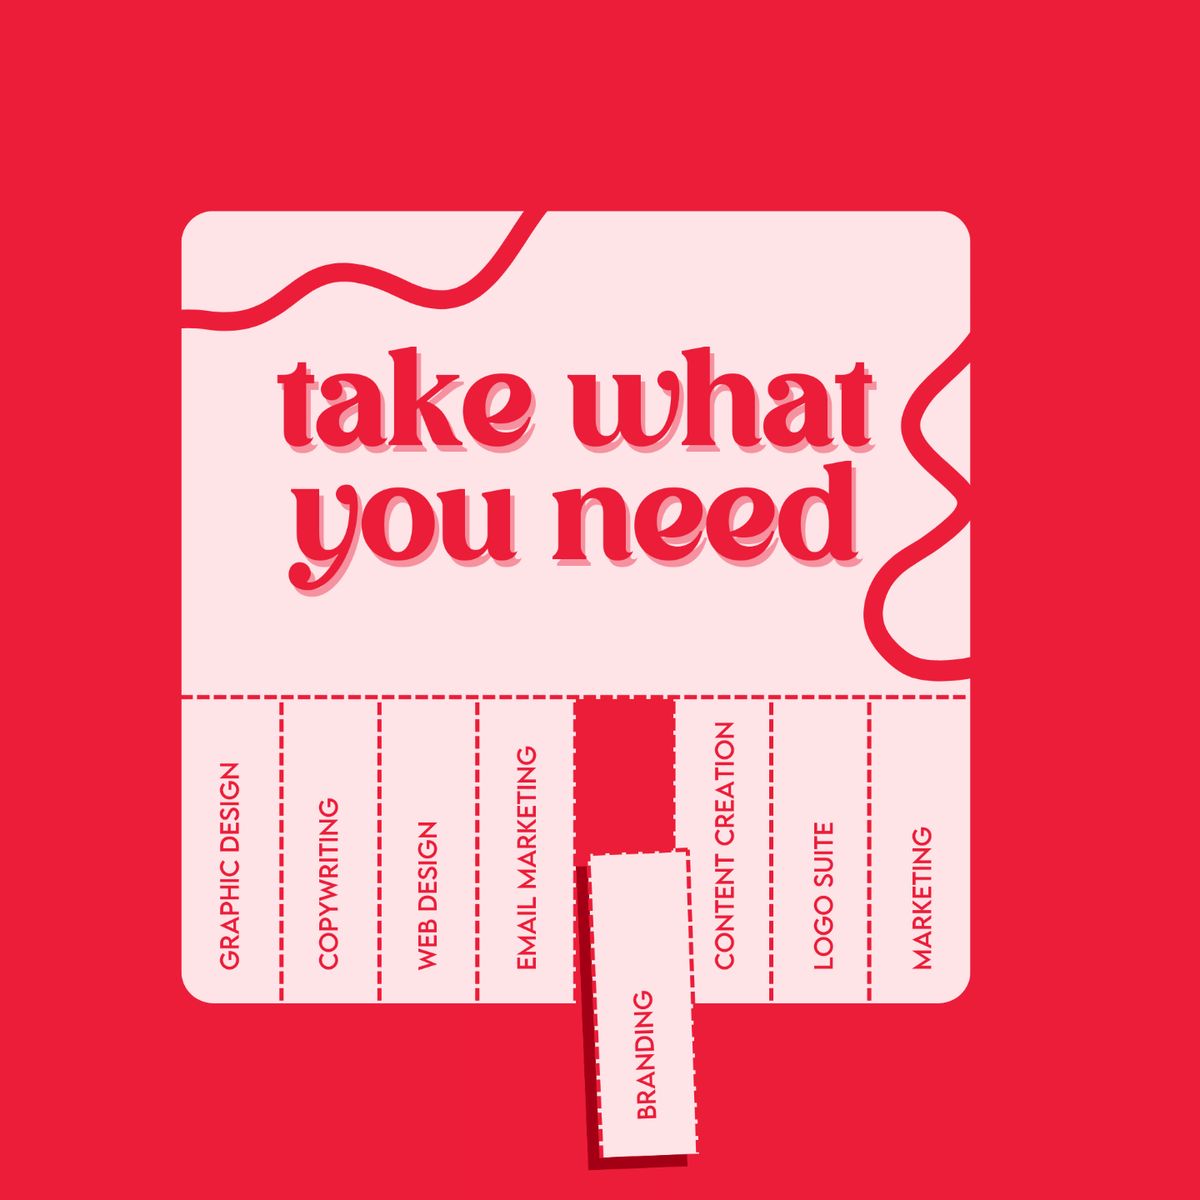 take what
you need
GRAPHIC DESIGN
COPYWRITING
WEB DESIGN
EMAIL MARKETING
BRANDING
CONTENT CREATION
LOGO SUITE
MARKETING